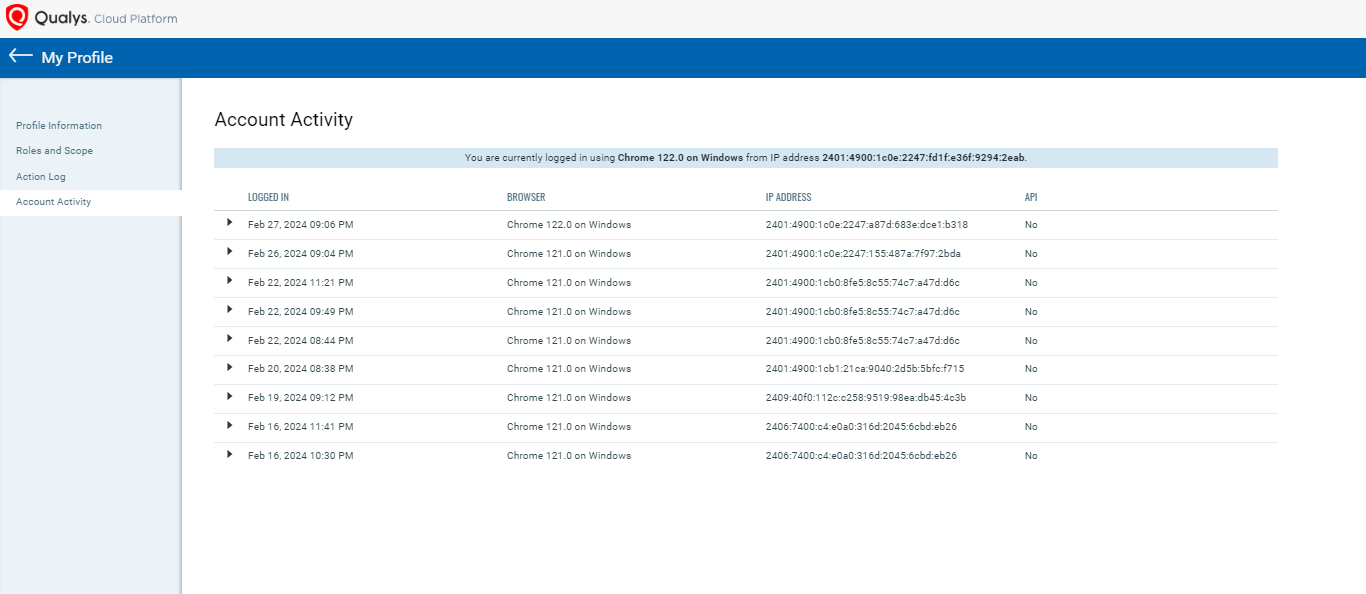 Qualys. Cloud Platform
My Profile
Profile Information
Roles and Scope
Action Log
Account Activity
Account Activity
You are currently logged in using Chrome 122.0 on Windows from IP address 2401:4900:1c0e:2247:fd1f:e36f:9294:2eab.
LOGGED IN BROWSER IP ADDRESS API
Feb 27, 2024 09:06 PM Chrome 122.0 on Windows 2401:4900:1c0e:2247:a87d:683e:dce1:b318 No
Feb 26, 2024 09:04 PM Chrome 121.0 on Windows 2401:4900:1c0e:2247:155:487a:7f97:2bda No
Feb 22, 2024 11:21 PM Chrome 121.0 on Windows 2401:4900:1cb0:8fe5:8c55:74c7:a47d:d6c No
Feb 22, 2024 09:49 PM Chrome 121.0 on Windows 2401:4900:1cb0:8fe5:8c55:74c7:a47d:d6c No
Feb 22, 2024 08:44 PM Chrome 121.0 on Windows 2401:4900:1cb0:8fe5:8c55:74c7:a47d:d6c No
Feb 20, 2024 08:38 PM Chrome 121.0 on Windows 2401:4900:1cb1:21ca:9040:2d5b:5bfc:f715 No
Feb 19, 2024 09:12 PM Chrome 121.0 on Windows 2409:40f0:112c:c258:9519:98ea:db45:4c3b No
Feb 16, 2024 11:41 PM Chrome 121.0 on Windows 2406:7400:c4:e0a0:316d:2045:6cbd:eb26 No
Feb 16, 2024 10:30 PM Chrome 121.0 on Windows 2406:7400:c4:e0a0:316d:2045:6cbd:eb26 No